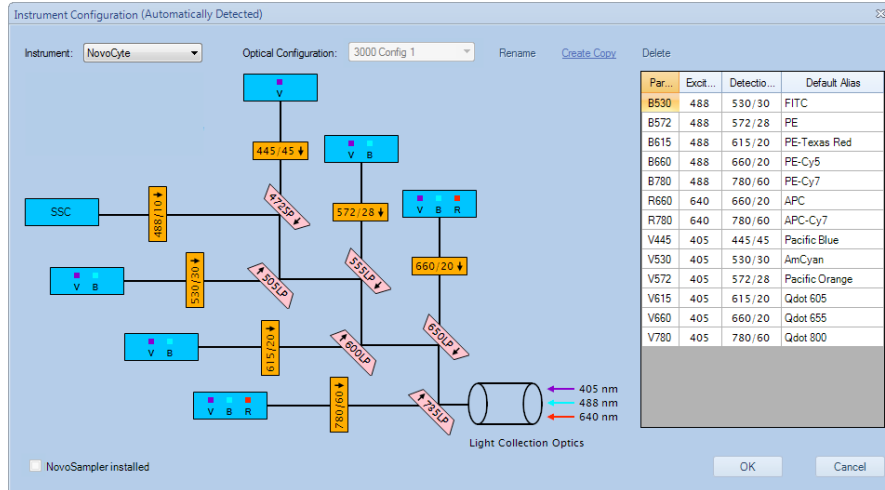 Instrument Configuration (Automatically Detected)
Instrument: NovoCyte Optical Configuration: 3000 Config 1 Rename Create Copy Delete
Par... Excit... Detectio... Default Alias
B530 488 530/30 FITC
B572 488 572/28 PE
B615 488 615/20 PE-Texas Red
B660 488 660/20 PE-Cy5
B780 488 780/60 PE-Cy7
R660 640 660/20 APC
R780 640 780/60 APC-Cy7
V445 405 445/45 Pacific Blue
V530 405 530/30 AmCyan
V572 405 572/28 Pacific Orange
V615 405 615/20 Qdot 605
V660 405 660/20 Qdot 655
V780 405 780/60 Qdot 800
V
445/45
V B
472SP
SSC
488/10
572/28
V B R
660/20
V B
530/30
505LP
555LP
V B
615/20
600LP
650LP
V B R
780/60
735LP
405 nm
488 nm
640 nm
Light Collection Optics
NovoSampler installed
OK Cancel